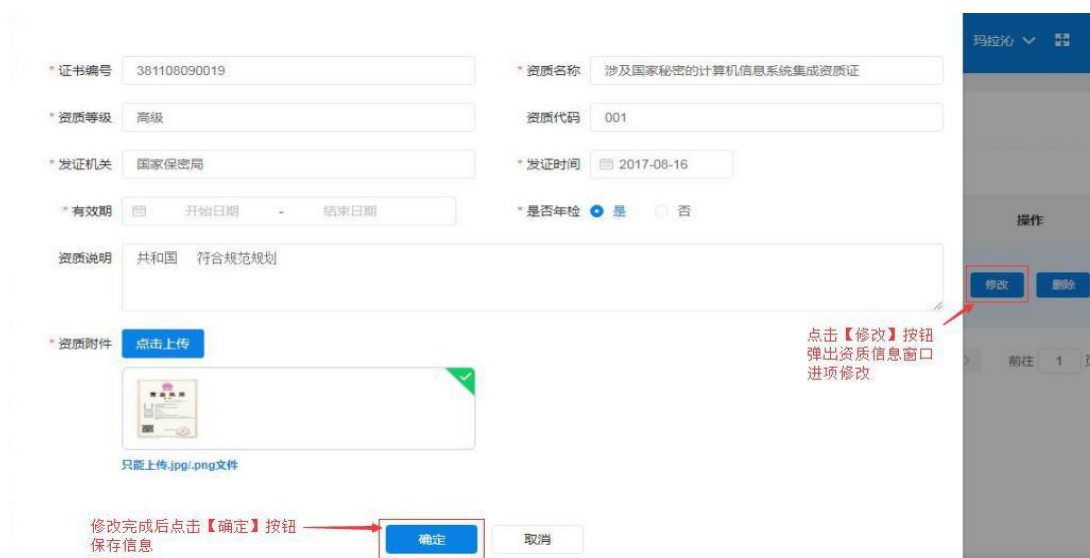 玛拉沁
* 证书编号 381108090019 * 资质名称 涉及国家秘密的计算机信息系统集成资质证
* 资质等级 高级 资质代码 001
* 发证机关 国家保密局 * 发证时间 2017-08-16
* 有效期 开始日期 - 结束日期 * 是否年检 是 否
操作
资质说明 共和国 符合规范规划
修改 删除
* 资质附件 点击上传
点击【修改】按钮
弹出资质信息窗口
进项修改
前往 1
营业执照
只能上传.jpg/.png文件
修改完成后点击【确定】按钮
保存信息
确定 取消